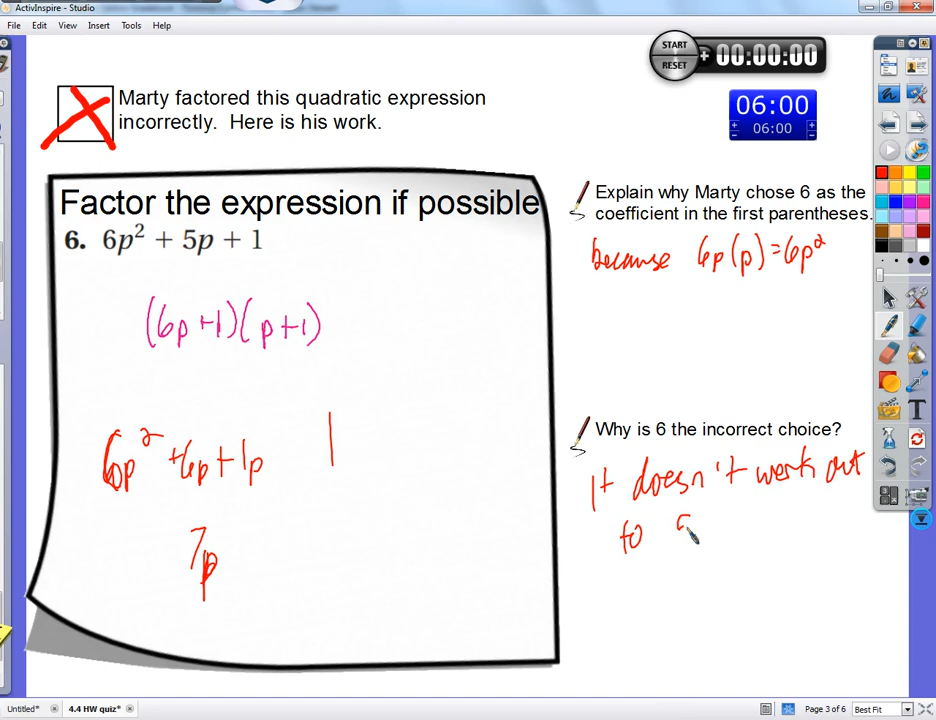 ActivInspire - Studio
File Edit View Insert Tools Help
START
RESET
00:00:00
06:00
06:00
Marty factored this quadratic expression
incorrectly. Here is his work.
Factor the expression if possible
6. 6p² + 5p + 1
(6p+1)(p+1)
6p² +6p+1p 1
7p
Explain why Marty chose 6 as the
coefficient in the first parentheses.
because 6p(p)=6p²
Why is 6 the incorrect choice?
It doesn't work out
to
Untitled* 4.4 HW quiz* Page 3 of 6 Best Fit